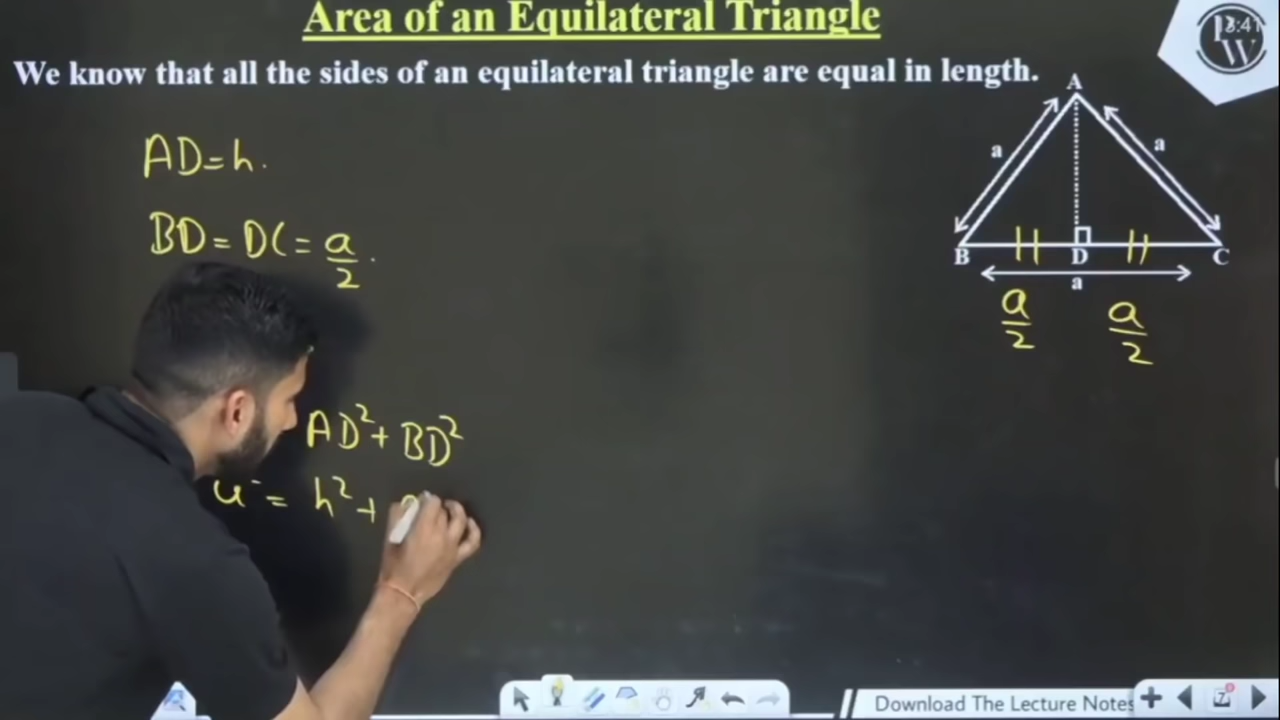 Area of an Equilateral Triangle
We know that all the sides of an equilateral triangle are equal in length.
AD = h.
BD = DC = a/2.
AD² + BD²
= h² +
A
a
a
B
D
C
a
a/2
a/2
PW
Download The Lecture Notes